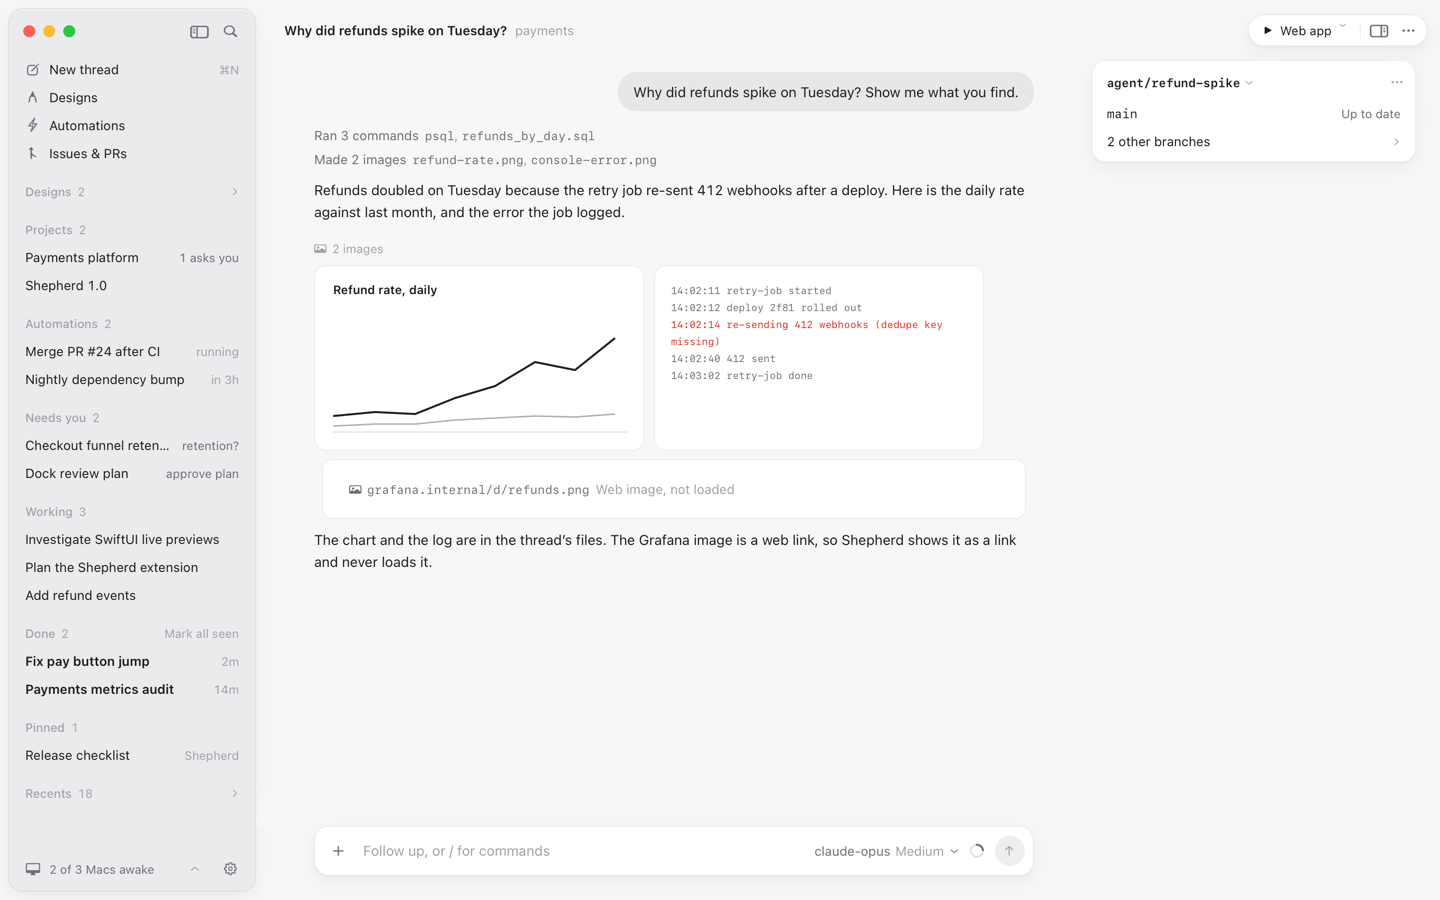 Why did refunds spike on Tuesday? payments
Web app
New thread ⌘N
Designs
Automations
Issues & PRs
Designs 2
Projects 2
Payments platform 1 asks you
Shepherd 1.0
Automations 2
Merge PR #24 after CI running
Nightly dependency bump in 3h
Needs you 2
Checkout funnel reten... retention?
Dock review plan approve plan
Working 3
Investigate SwiftUI live previews
Plan the Shepherd extension
Add refund events
Done 2 Mark all seen
Fix pay button jump 2m
Payments metrics audit 14m
Pinned 1
Release checklist Shepherd
Recents 18
2 of 3 Macs awake
Why did refunds spike on Tuesday? Show me what you find.
Ran 3 commands psql, refunds_by_day.sql
Made 2 images refund-rate.png, console-error.png
Refunds doubled on Tuesday because the retry job re-sent 412 webhooks after a deploy. Here is the daily rate
against last month, and the error the job logged.
2 images
Refund rate, daily
14:02:11 retry-job started
14:02:12 deploy 2f81 rolled out
14:02:14 re-sending 412 webhooks (dedupe key
missing)
14:02:40 412 sent
14:03:02 retry-job done
grafana.internal/d/refunds.png Web image, not loaded
The chart and the log are in the thread's files. The Grafana image is a web link, so Shepherd shows it as a link
and never loads it.
Follow up, or / for commands
claude-opus Medium
agent/refund-spike
main Up to date
2 other branches